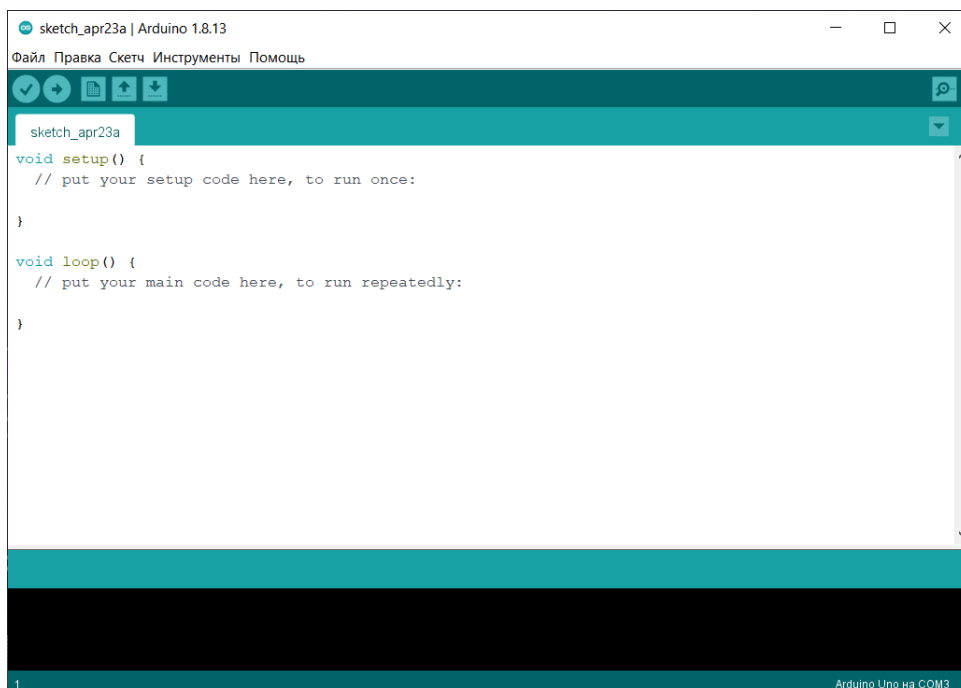 sketch_apr23a | Arduino 1.8.13
Файл Правка Скетч Инструменты Помощь
sketch_apr23a
void setup() {
  // put your setup code here, to run once:
}
void loop() {
  // put your main code here, to run repeatedly:
}
1
Arduino Uno на COM3